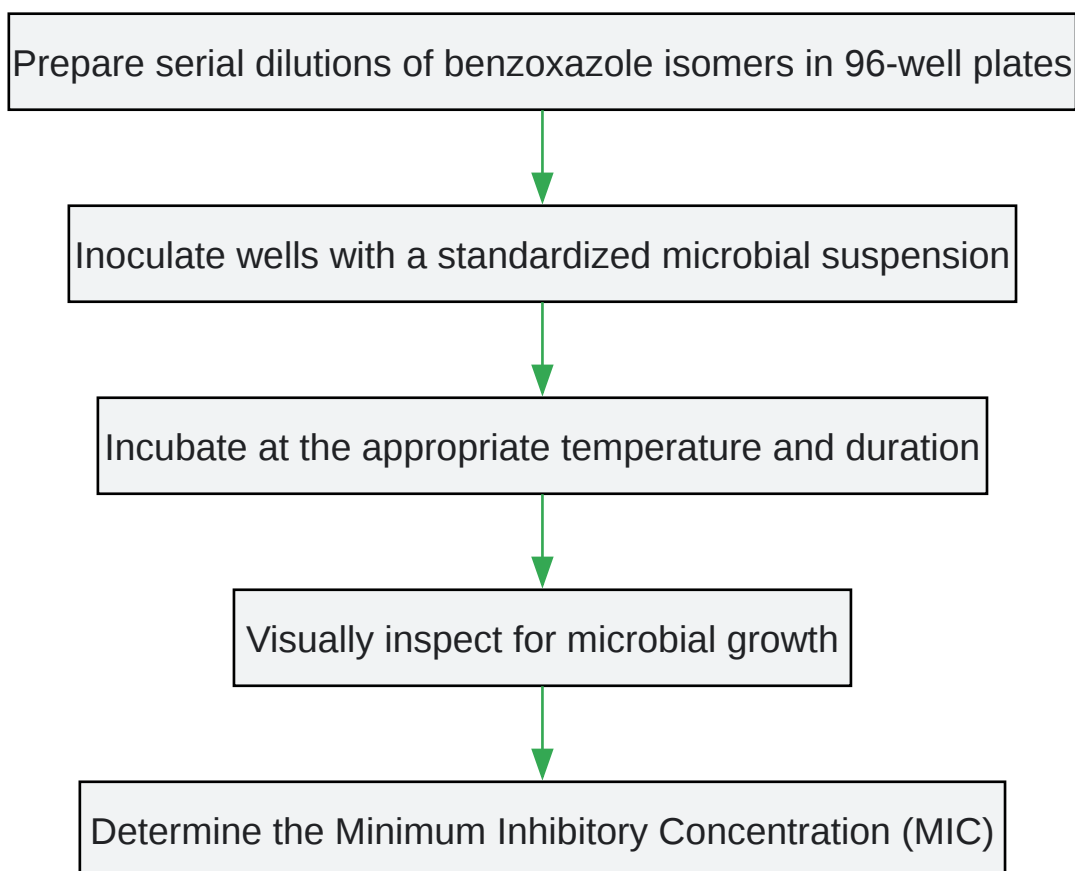 Prepare serial dilutions of benzoxazole isomers in 96-well plates
Inoculate wells with a standardized microbial suspension
Incubate at the appropriate temperature and duration
Visually inspect for microbial growth
Determine the Minimum Inhibitory Concentration (MIC)